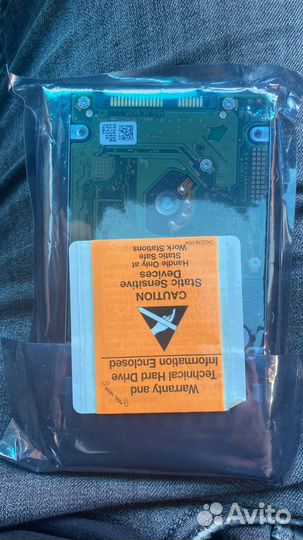 Warranty and
Technical Hard Drive
Information Enclosed
CAUTION
Static Sensitive
Devices
Handle Only at
Static Safe
Work Stations
Avito